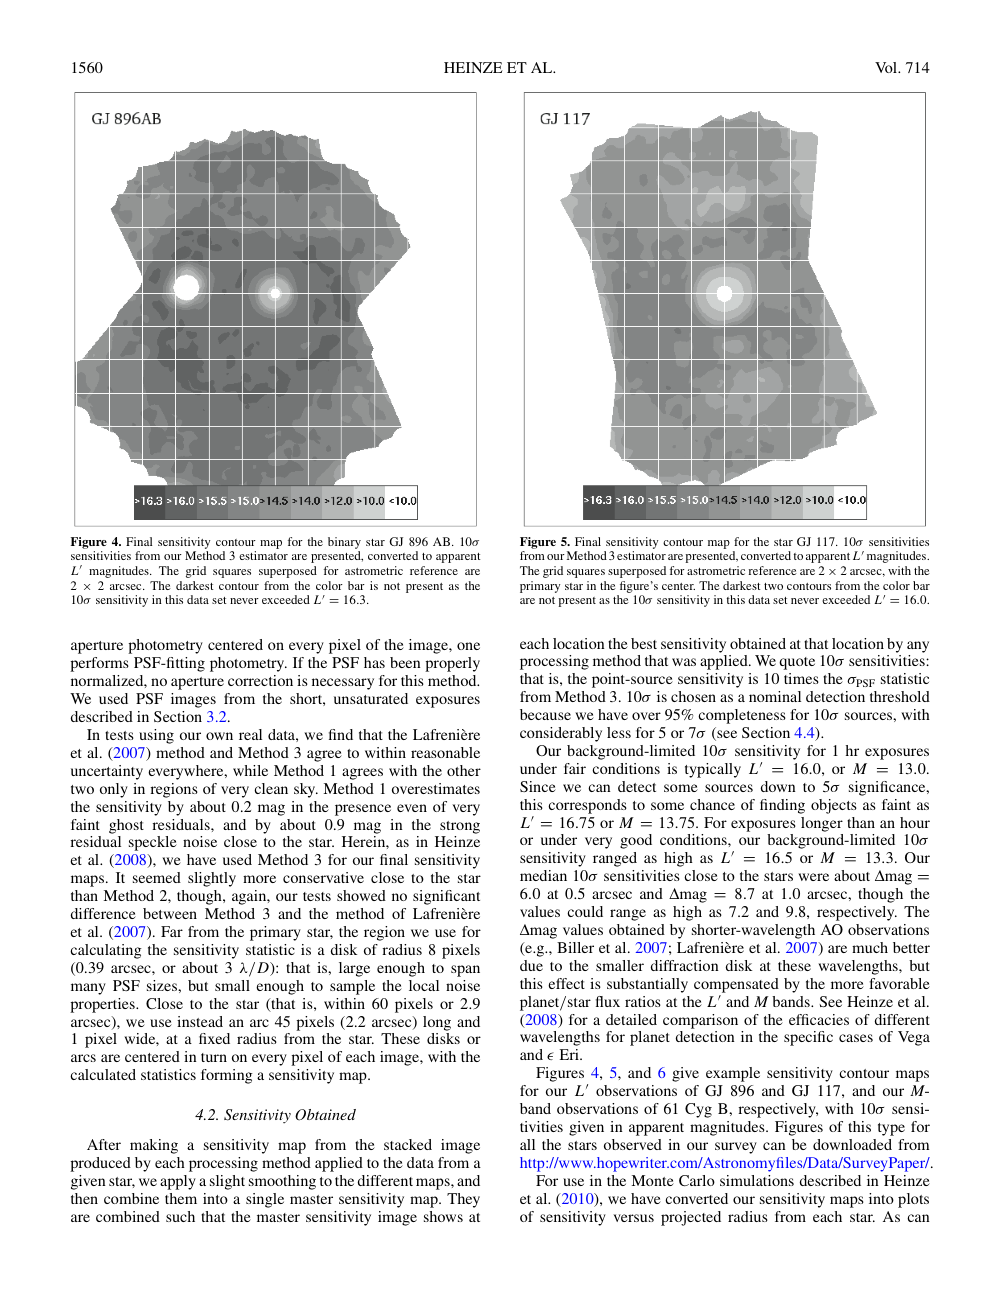 1560
HEINZE ET AL.
Vol. 714
GJ 896AB
>16.3 >16.0 >15.5 >15.0 >14.5 >14.0 >12.0 >10.0 <10.0
Figure 4. Final sensitivity contour map for the binary star GJ 896 AB. 10σ
sensitivities from our Method 3 estimator are presented, converted to apparent
L′ magnitudes. The grid squares superposed for astrometric reference are
2 × 2 arcsec. The darkest contour from the color bar is not present as the
10σ sensitivity in this data set never exceeded L′ = 16.3.
GJ 117
>16.3 >16.0 >15.5 >15.0 >14.5 >14.0 >12.0 >10.0 <10.0
Figure 5. Final sensitivity contour map for the star GJ 117. 10σ sensitivities
from our Method 3 estimator are presented, converted to apparent L′ magnitudes.
The grid squares superposed for astrometric reference are 2 × 2 arcsec, with the
primary star in the figure's center. The darkest two contours from the color bar
are not present as the 10σ sensitivity in this data set never exceeded L′ = 16.0.
aperture photometry centered on every pixel of the image, one
performs PSF-fitting photometry. If the PSF has been properly
normalized, no aperture correction is necessary for this method.
We used PSF images from the short, unsaturated exposures
described in Section 3.2.
In tests using our own real data, we find that the Lafrenière
et al. (2007) method and Method 3 agree to within reasonable
uncertainty everywhere, while Method 1 agrees with the other
two only in regions of very clean sky. Method 1 overestimates
the sensitivity by about 0.2 mag in the presence even of very
faint ghost residuals, and by about 0.9 mag in the strong
residual speckle noise close to the star. Herein, as in Heinze
et al. (2008), we have used Method 3 for our final sensitivity
maps. It seemed slightly more conservative close to the star
than Method 2, though, again, our tests showed no significant
difference between Method 3 and the method of Lafrenière
et al. (2007). Far from the primary star, the region we use for
calculating the sensitivity statistic is a disk of radius 8 pixels
(0.39 arcsec, or about 3 λ/D): that is, large enough to span
many PSF sizes, but small enough to sample the local noise
properties. Close to the star (that is, within 60 pixels or 2.9
arcsec), we use instead an arc 45 pixels (2.2 arcsec) long and
1 pixel wide, at a fixed radius from the star. These disks or
arcs are centered in turn on every pixel of each image, with the
calculated statistics forming a sensitivity map.
4.2. Sensitivity Obtained
After making a sensitivity map from the stacked image
produced by each processing method applied to the data from a
given star, we apply a slight smoothing to the different maps, and
then combine them into a single master sensitivity map. They
are combined such that the master sensitivity image shows at
each location the best sensitivity obtained at that location by any
processing method that was applied. We quote 10σ sensitivities:
that is, the point-source sensitivity is 10 times the σPSF statistic
from Method 3. 10σ is chosen as a nominal detection threshold
because we have over 95% completeness for 10σ sources, with
considerably less for 5 or 7σ (see Section 4.4).
Our background-limited 10σ sensitivity for 1 hr exposures
under fair conditions is typically L′ = 16.0, or M = 13.0.
Since we can detect some sources down to 5σ significance,
this corresponds to some chance of finding objects as faint as
L′ = 16.75 or M = 13.75. For exposures longer than an hour
or under very good conditions, our background-limited 10σ
sensitivity ranged as high as L′ = 16.5 or M = 13.3. Our
median 10σ sensitivities close to the stars were about Δmag =
6.0 at 0.5 arcsec and Δmag = 8.7 at 1.0 arcsec, though the
values could range as high as 7.2 and 9.8, respectively. The
Δmag values obtained by shorter-wavelength AO observations
(e.g., Biller et al. 2007; Lafrenière et al. 2007) are much better
due to the smaller diffraction disk at these wavelengths, but
this effect is substantially compensated by the more favorable
planet/star flux ratios at the L′ and M bands. See Heinze et al.
(2008) for a detailed comparison of the efficacies of different
wavelengths for planet detection in the specific cases of Vega
and ϵ Eri.
Figures 4, 5, and 6 give example sensitivity contour maps
for our L′ observations of GJ 896 and GJ 117, and our M-
band observations of 61 Cyg B, respectively, with 10σ sensi-
tivities given in apparent magnitudes. Figures of this type for
all the stars observed in our survey can be downloaded from
http://www.hopewriter.com/Astronomyfiles/Data/SurveyPaper/.
For use in the Monte Carlo simulations described in Heinze
et al. (2010), we have converted our sensitivity maps into plots
of sensitivity versus projected radius from each star. As can